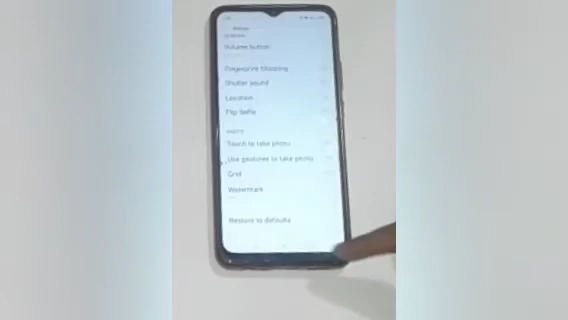 Volume button
Fingerprint shooting
Shutter sound
Location
Flip selfie
Touch to take photo
Use gestures to take photo
Grid
Watermark
Restore to defaults